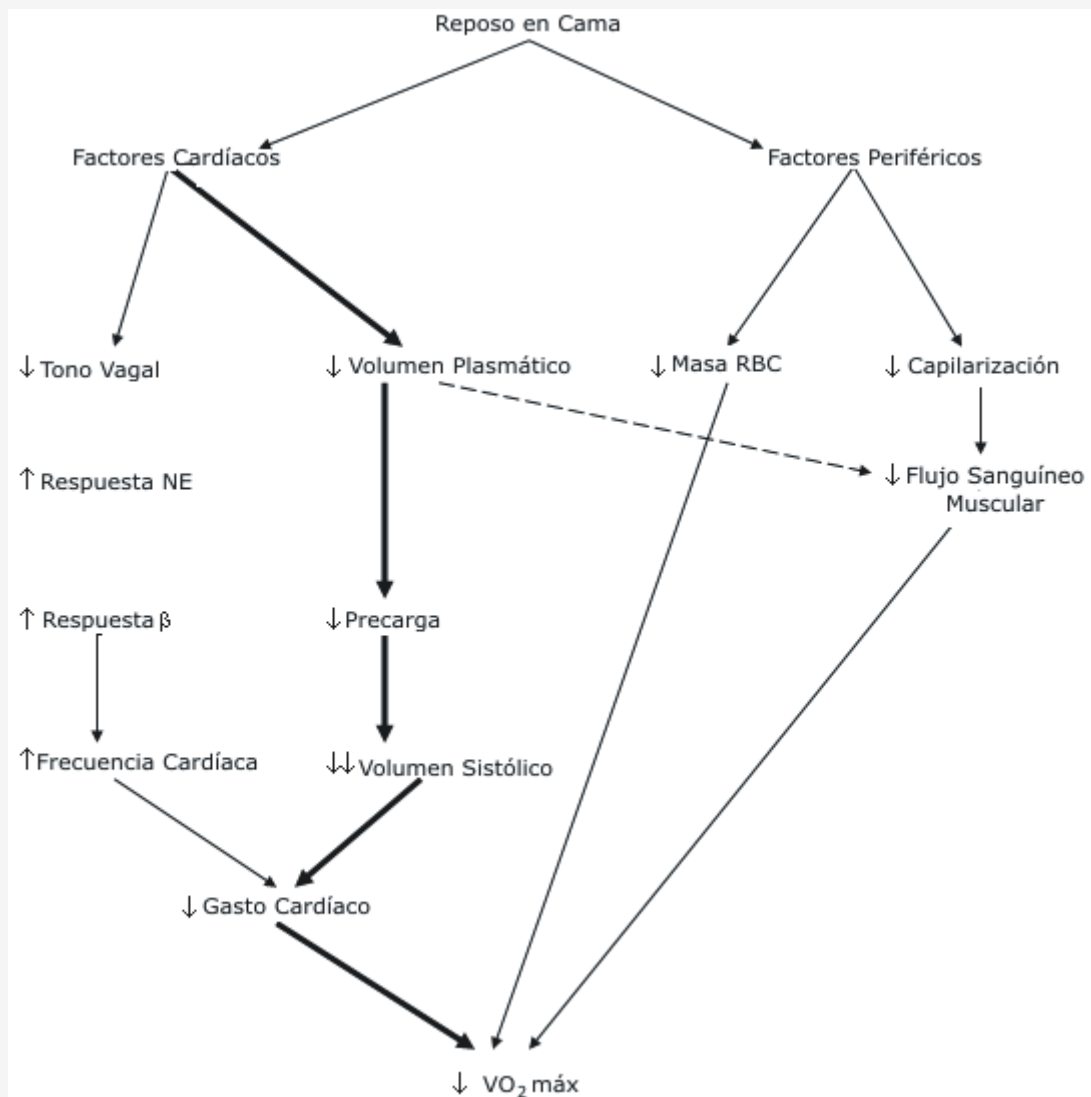 Reposo en Cama
Factores Cardíacos
Factores Periféricos
↓ Tono Vagal
↓ Volumen Plasmático
↓ Masa RBC
↓ Capilarización
↑ Respuesta NE
↓ Flujo Sanguíneo
Muscular
↑ Respuesta β
↓ Precarga
↑ Frecuencia Cardíaca
↓↓ Volumen Sistólico
↓ Gasto Cardíaco
↓ VO₂ máx